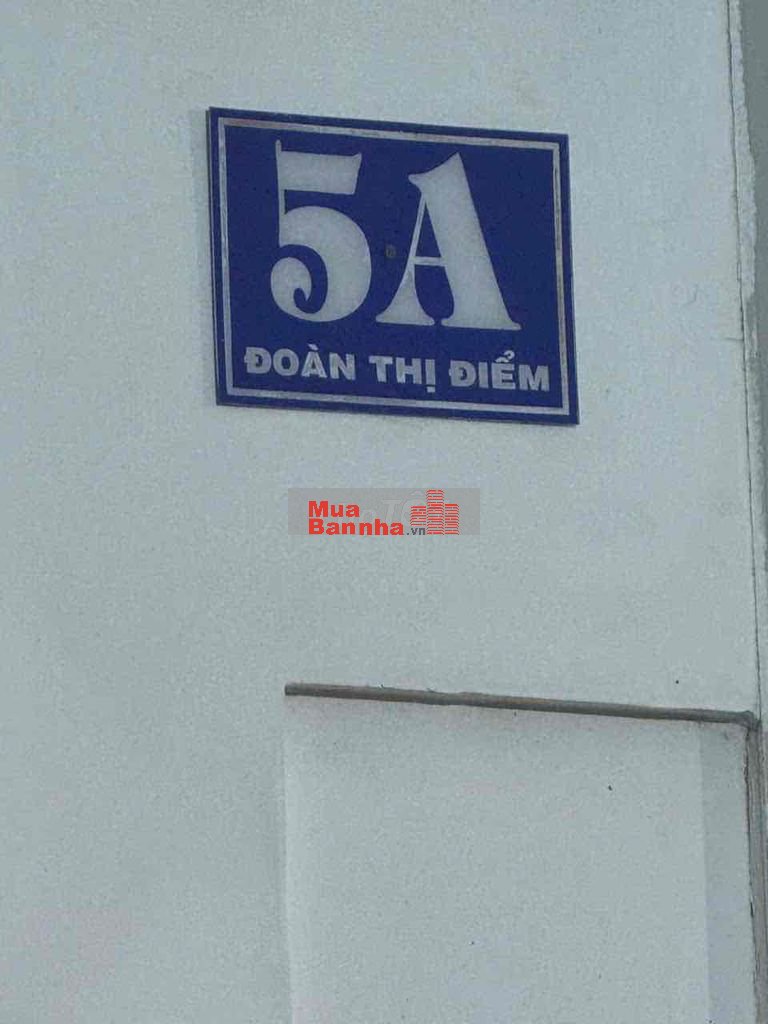 5A
ĐOÀN THỊ ĐIỂM
Mua
Bannha.vn